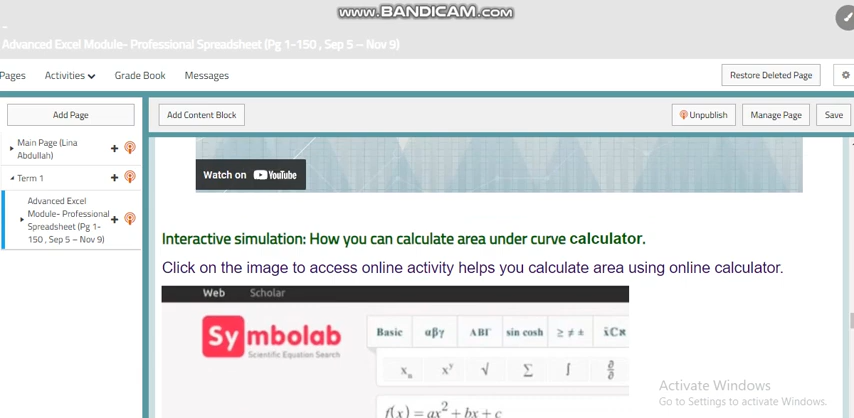 WWW.BANDICAM.COM
-
Advanced Excel Module- Professional Spreadsheet (Pg 1-150 , Sep 5 – Nov 9)
Pages Activities Grade Book Messages Restore Deleted Page
Add Page Add Content Block Unpublish Manage Page Save
Main Page (Lina
Abdullah)
Term 1
Advanced Excel
Module- Professional
Spreadsheet (Pg 1-
150 , Sep 5 – Nov 9)
Watch on YouTube
Interactive simulation: How you can calculate area under curve calculator.
Click on the image to access online activity helps you calculate area using online calculator.
Web Scholar
Symbolab
Scientific Equation Search
Basic αβγ ΑΒΓ sin cosh ≥ ≠ ÷ x̄ ℂ ⨯
xₙ xʸ √ Σ ∫ ∂/∂
f(x) = ax² + bx + c
Activate Windows
Go to Settings to activate Windows.